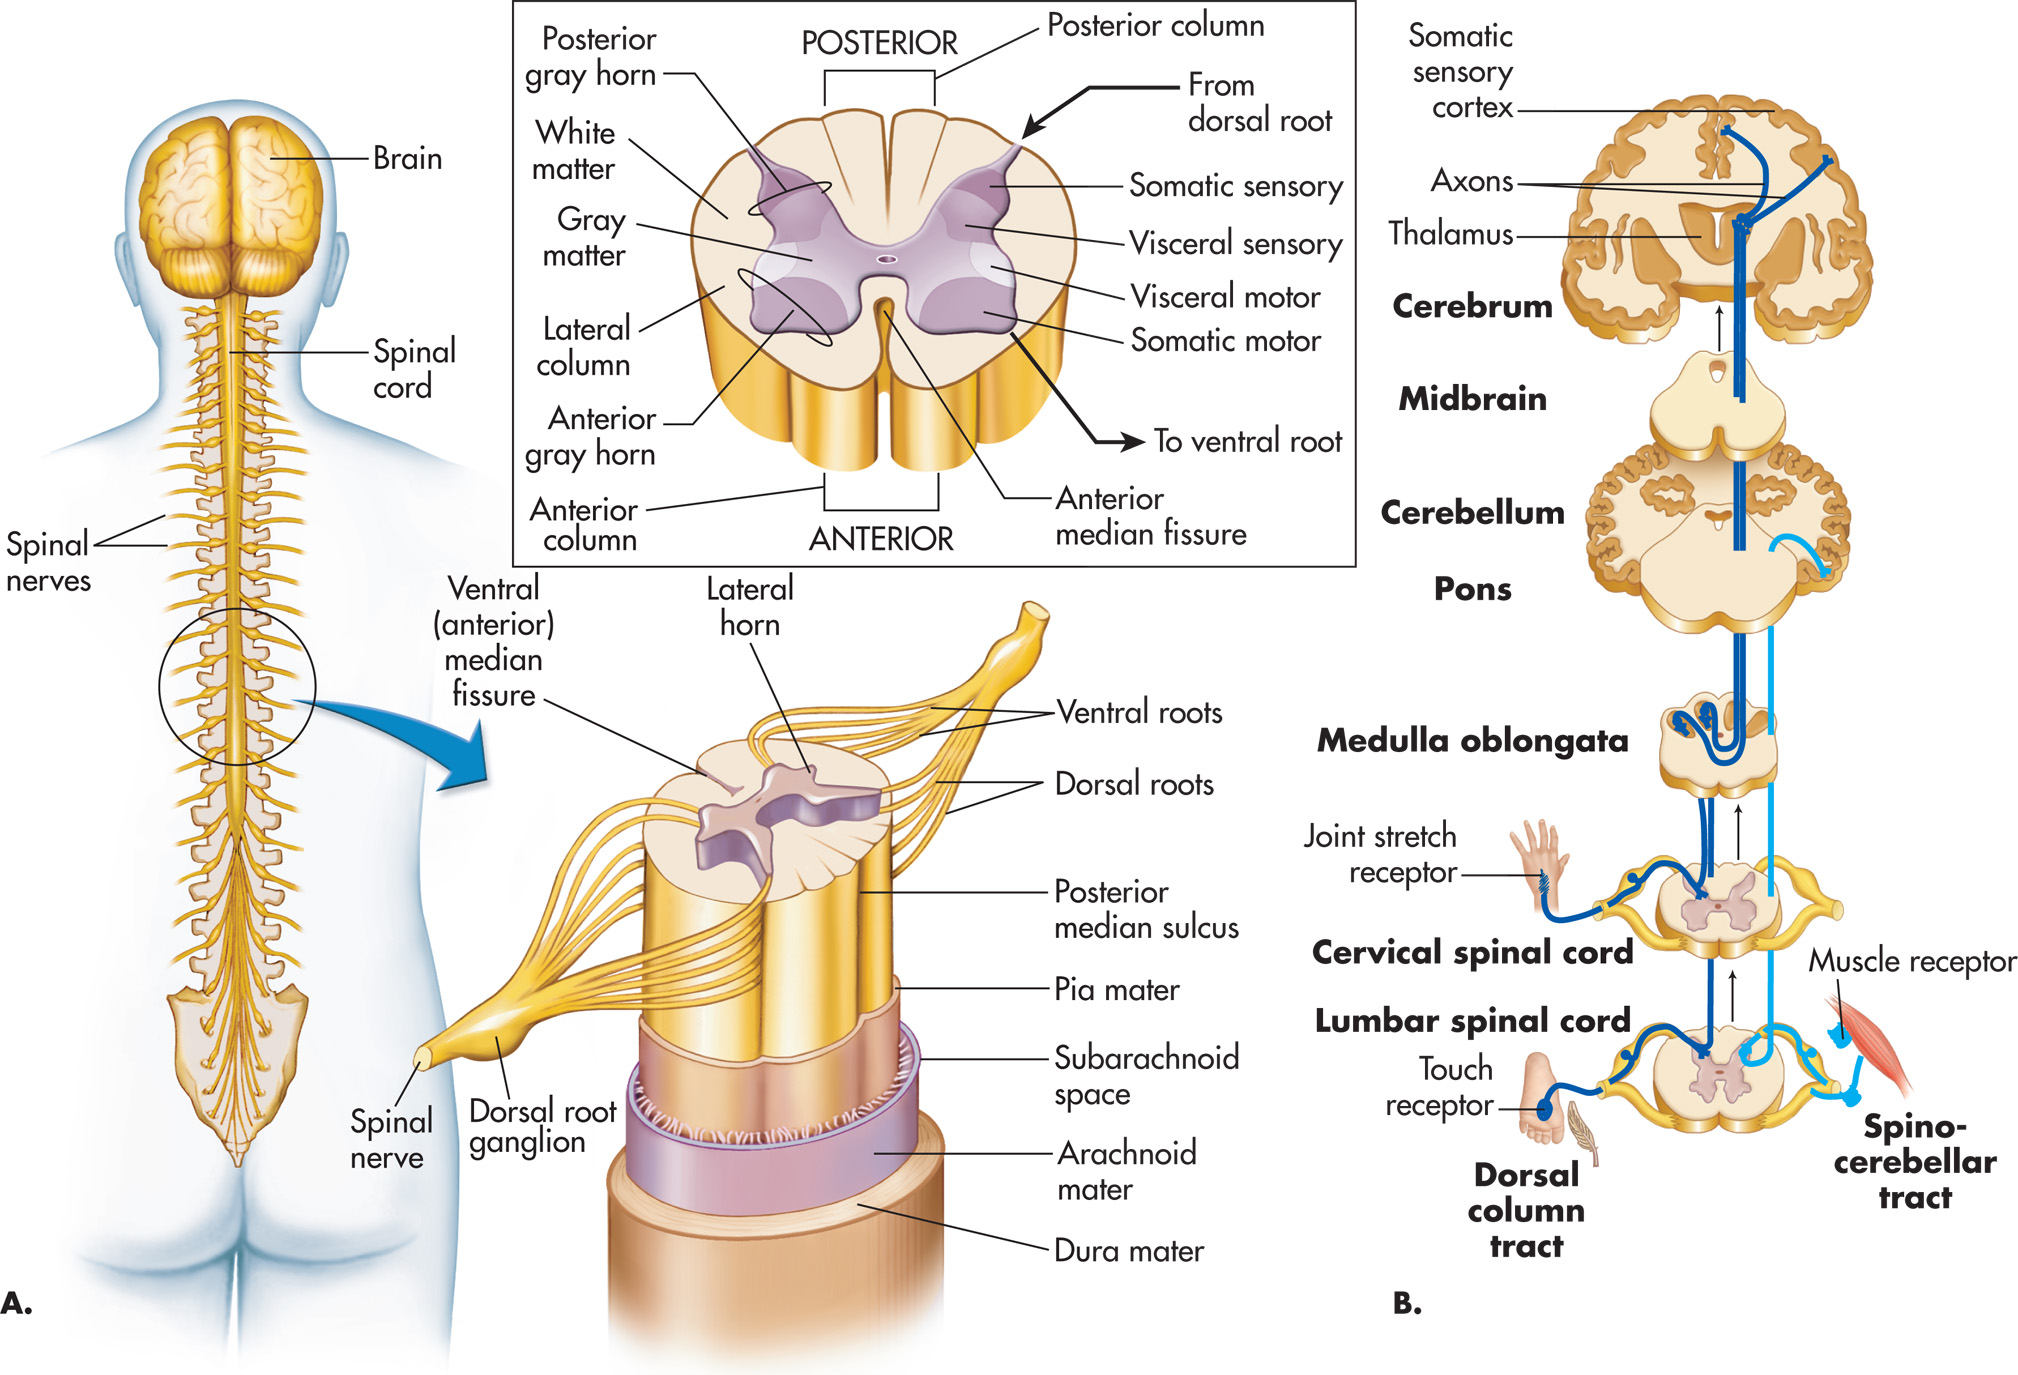 Brain
Spinal
cord
Spinal
nerves
A.
Posterior
gray horn
White
matter
Gray
matter
Lateral
column
Anterior
gray horn
Anterior
column
POSTERIOR
Posterior column
From
dorsal root
Somatic sensory
Visceral sensory
Visceral motor
Somatic motor
To ventral root
Anterior
median fissure
ANTERIOR
Ventral
(anterior)
median
fissure
Lateral
horn
Ventral roots
Dorsal roots
Posterior
median sulcus
Pia mater
Subarachnoid
space
Arachnoid
mater
Dura mater
Spinal
nerve
Dorsal root
ganglion
Somatic
sensory
cortex
Axons
Thalamus
Cerebrum
Midbrain
Cerebellum
Pons
Medulla oblongata
Joint stretch
receptor
Cervical spinal cord
Muscle receptor
Lumbar spinal cord
Touch
receptor
Dorsal
column
tract
Spino-
cerebellar
tract
B.